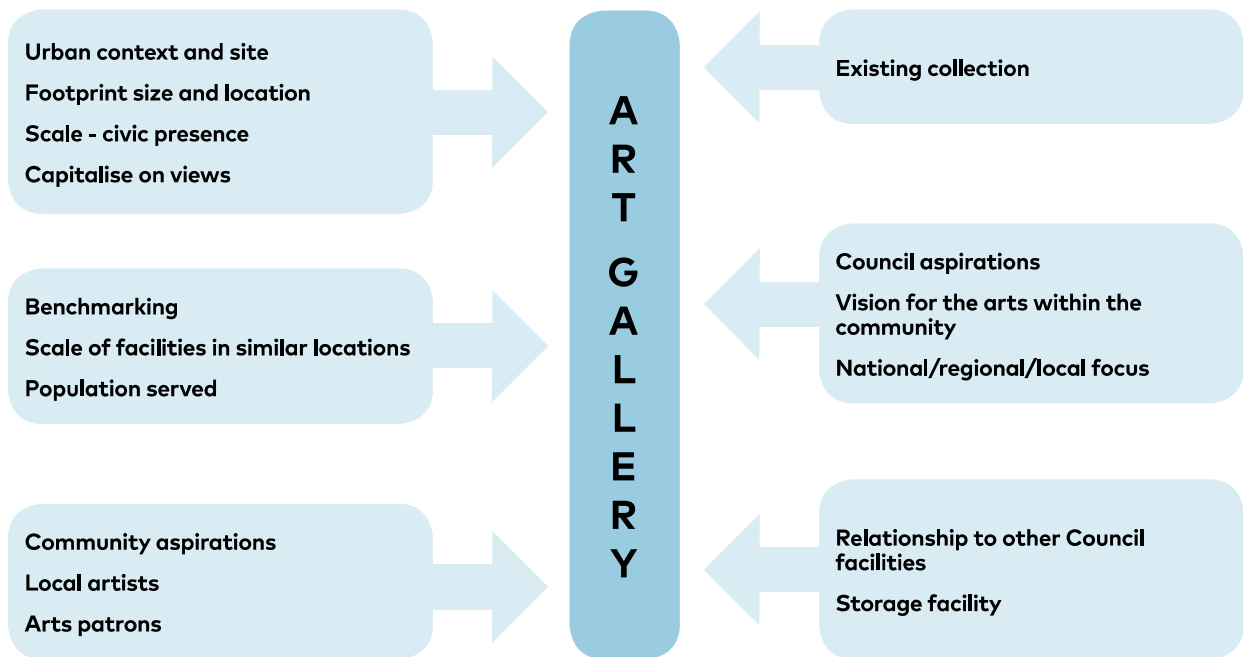 Urban context and site
Footprint size and location
Scale - civic presence
Capitalise on views
Benchmarking
Scale of facilities in similar locations
Population served
Community aspirations
Local artists
Arts patrons
ART GALLERY
Existing collection
Council aspirations
Vision for the arts within the
community
National/regional/local focus
Relationship to other Council
facilities
Storage facility